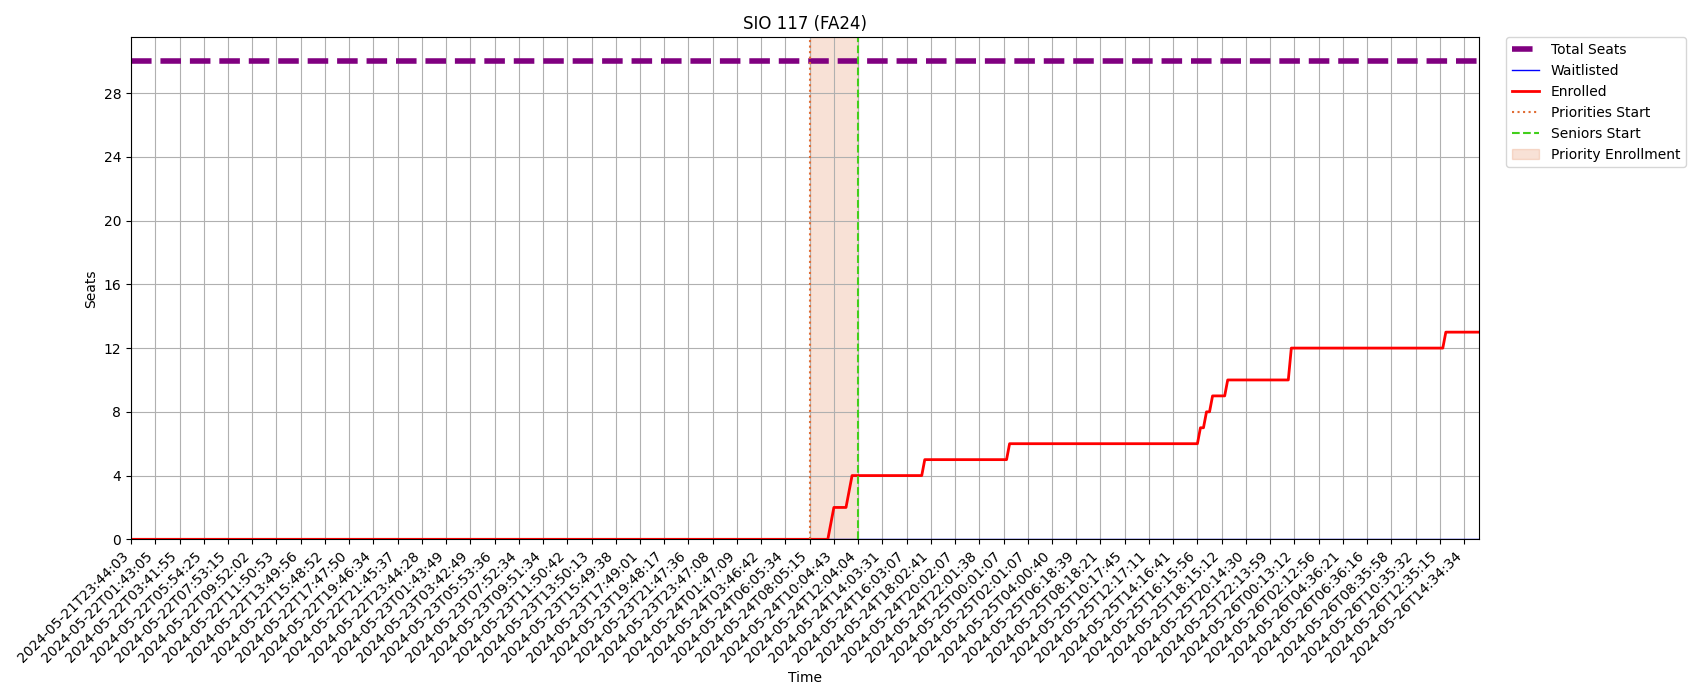 SIO 117 (FA24)
Total Seats
Waitlisted
Enrolled
Priorities Start
Seniors Start
Priority Enrollment
28
24
20
16
12
8
4
0
Seats
2024-05-21T23:44:03
2024-05-22T01:43:05
2024-05-22T03:41:55
2024-05-22T05:54:25
2024-05-22T07:53:15
2024-05-22T09:52:02
2024-05-22T11:50:53
2024-05-22T13:49:56
2024-05-22T15:48:52
2024-05-22T17:47:50
2024-05-22T19:46:34
2024-05-22T21:45:37
2024-05-22T23:44:28
2024-05-23T01:43:49
2024-05-23T03:42:49
2024-05-23T05:53:36
2024-05-23T07:52:34
2024-05-23T09:51:34
2024-05-23T11:50:42
2024-05-23T13:50:13
2024-05-23T15:49:38
2024-05-23T17:49:01
2024-05-23T19:48:17
2024-05-23T21:47:36
2024-05-23T23:47:08
2024-05-24T01:47:09
2024-05-24T03:46:42
2024-05-24T06:05:34
2024-05-24T08:05:15
2024-05-24T10:04:43
2024-05-24T12:04:04
2024-05-24T14:03:31
2024-05-24T16:03:07
2024-05-24T18:02:41
2024-05-24T20:02:07
2024-05-24T22:01:38
2024-05-25T00:01:07
2024-05-25T02:01:07
2024-05-25T04:00:40
2024-05-25T06:18:39
2024-05-25T08:18:21
2024-05-25T10:17:45
2024-05-25T12:17:11
2024-05-25T14:16:41
2024-05-25T16:15:56
2024-05-25T18:15:12
2024-05-25T20:14:30
2024-05-25T22:13:59
2024-05-26T00:13:12
2024-05-26T02:12:56
2024-05-26T04:36:21
2024-05-26T06:36:16
2024-05-26T08:35:58
2024-05-26T10:35:32
2024-05-26T12:35:15
2024-05-26T14:34:34
Time